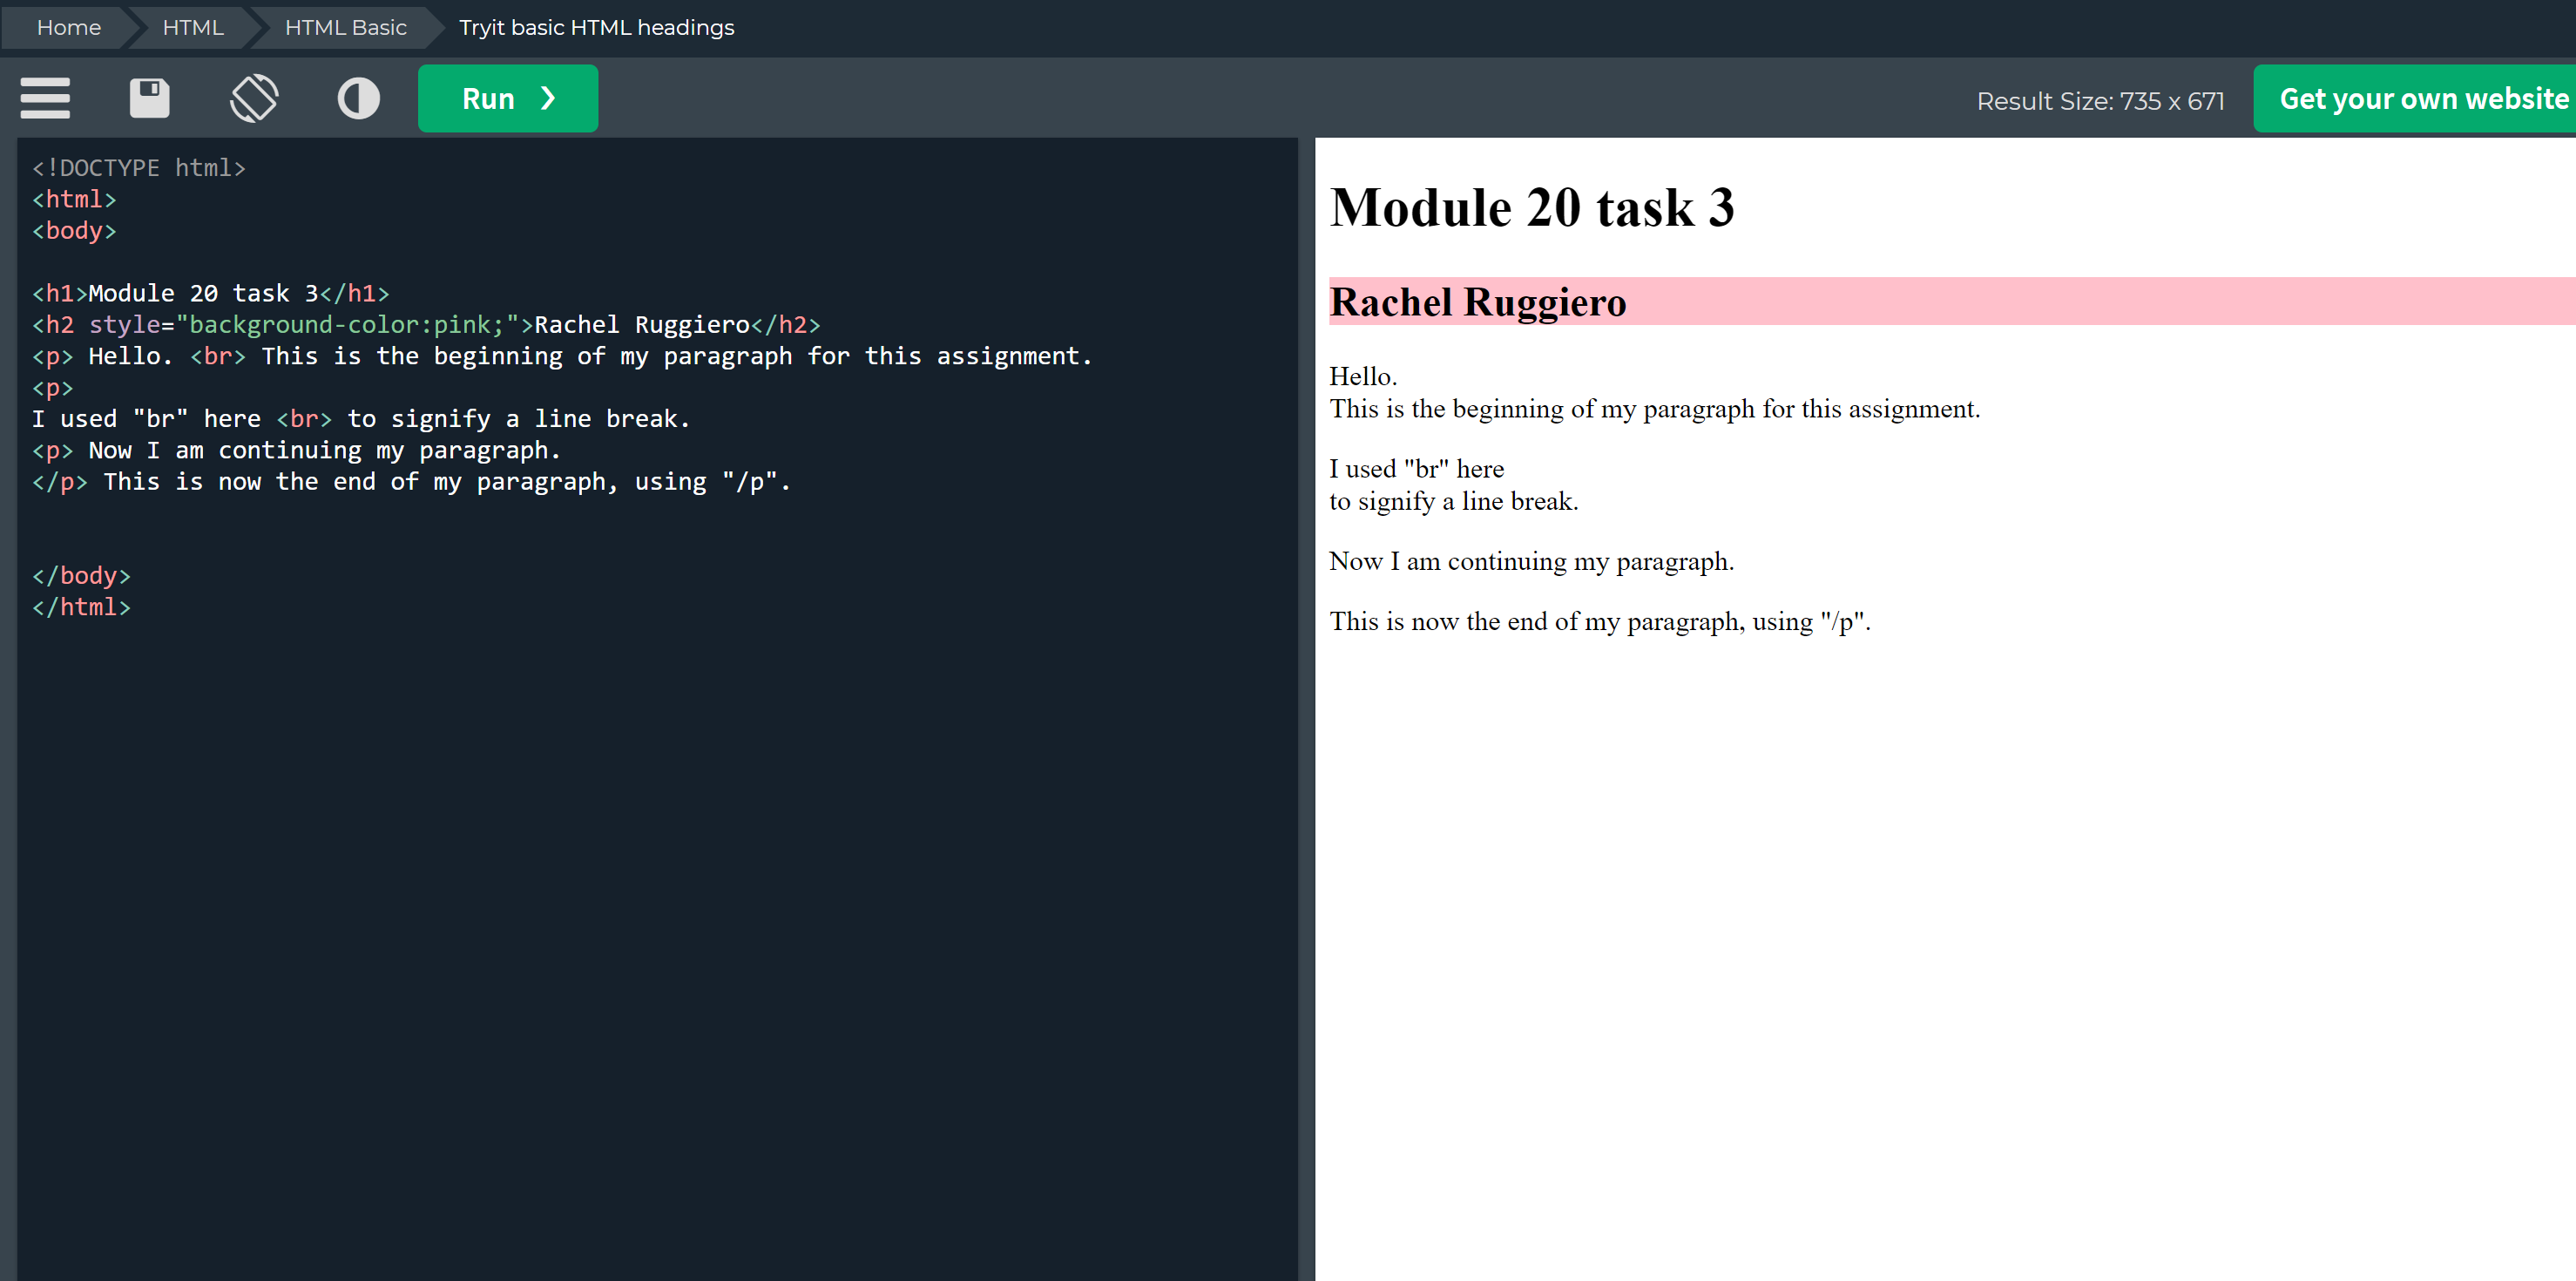 Home HTML HTML Basic Tryit basic HTML headings
Run ❯ Result Size: 735 x 671 Get your own website
<!DOCTYPE html>
<html>
<body>
<h1>Module 20 task 3</h1>
<h2 style="background-color:pink;">Rachel Ruggiero</h2>
<p> Hello. <br> This is the beginning of my paragraph for this assignment.
<p>
I used "br" here <br> to signify a line break.
<p> Now I am continuing my paragraph.
</p> This is now the end of my paragraph, using "/p".
</body>
</html>
Module 20 task 3
Rachel Ruggiero
Hello.
This is the beginning of my paragraph for this assignment.
I used "br" here
to signify a line break.
Now I am continuing my paragraph.
This is now the end of my paragraph, using "/p".